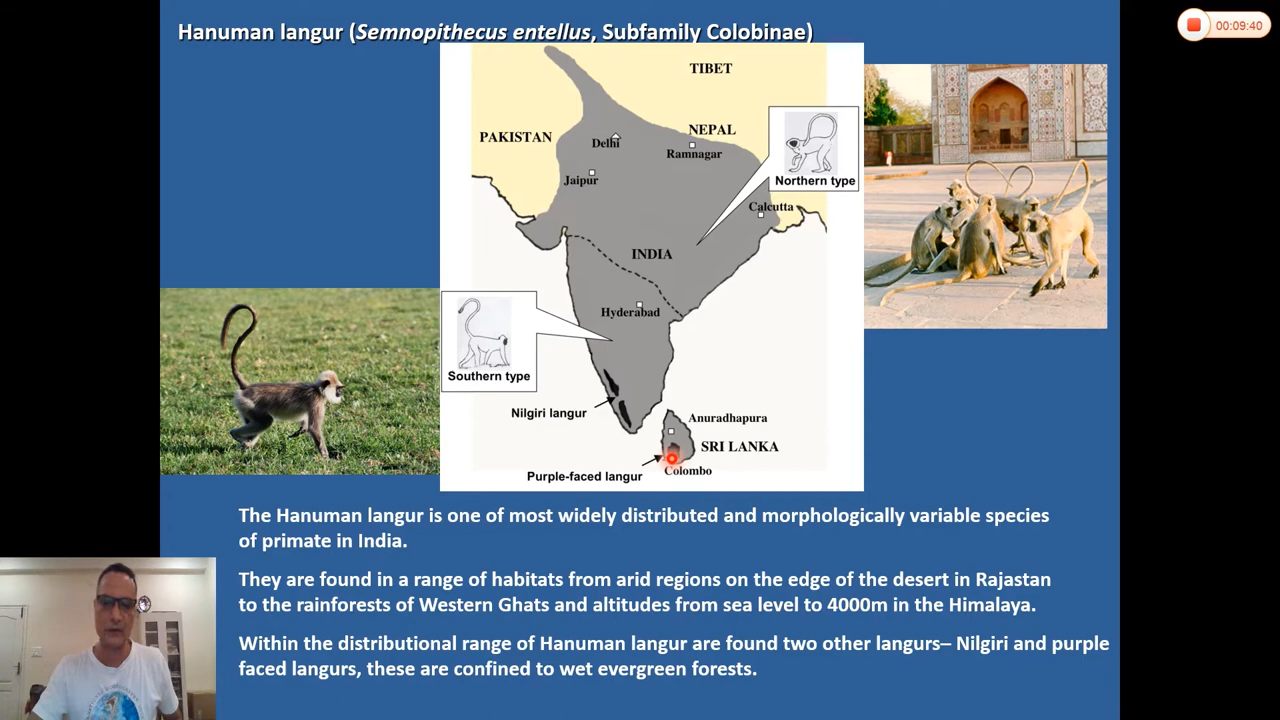 Hanuman langur (Semnopithecus entellus, Subfamily Colobinae)
00:09:40
TIBET
PAKISTAN
NEPAL
Delhi
Ramnagar
Jaipur
Northern type
Calcutta
INDIA
Hyderabad
Southern type
Nilgiri langur
Anuradhapura
SRI LANKA
Purple-faced langur
Colombo
The Hanuman langur is one of most widely distributed and morphologically variable species
of primate in India.
They are found in a range of habitats from arid regions on the edge of the desert in Rajastan
to the rainforests of Western Ghats and altitudes from sea level to 4000m in the Himalaya.
Within the distributional range of Hanuman langur are found two other langurs– Nilgiri and purple
faced langurs, these are confined to wet evergreen forests.